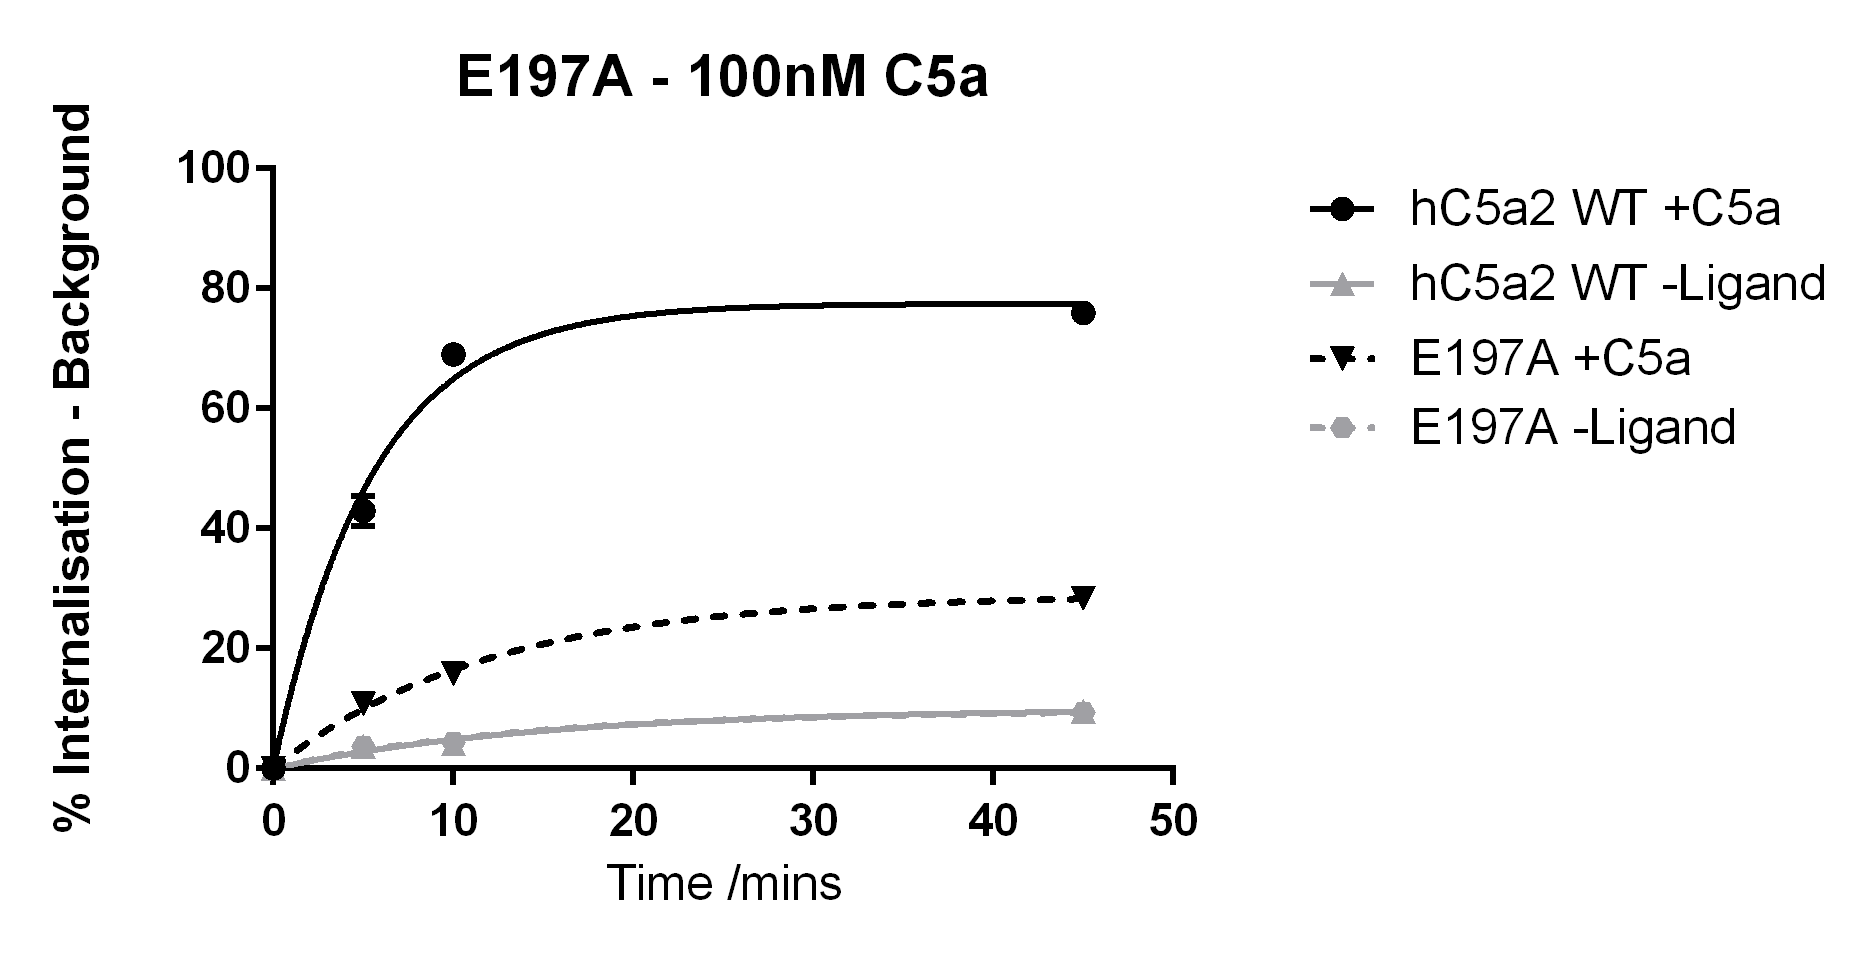 E197A - 100nM C5a
% Internalisation - Background
100
80
60
40
20
0
0 10 20 30 40 50
Time /mins
hC5a2 WT +C5a
hC5a2 WT -Ligand
E197A +C5a
E197A -Ligand